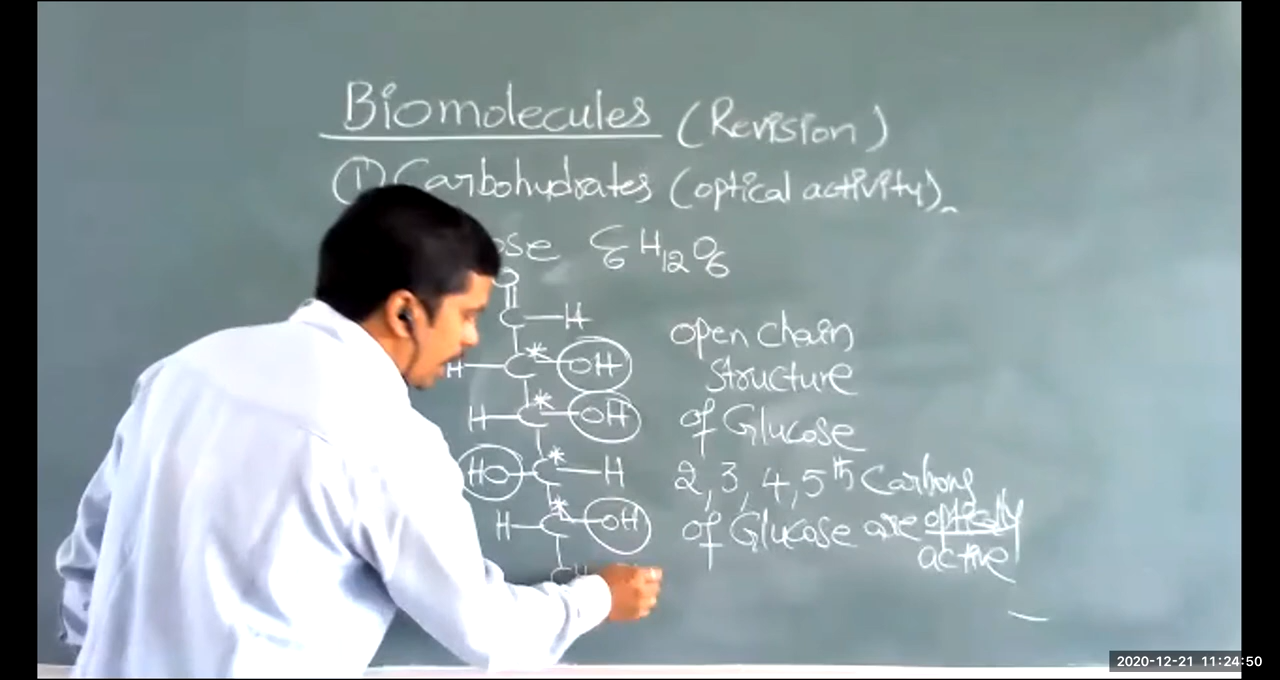 Biomolecules (Revision)
① Carbohydrates (optical activity)
ose C6H12O6
O
C—H
H—C*—OH
H—C*—OH
HO—C*—H
H—C*—OH
open chain
structure
of Glucose
2, 3, 4, 5th Carbons
of Glucose are optically
active
2020-12-21 11:24:50